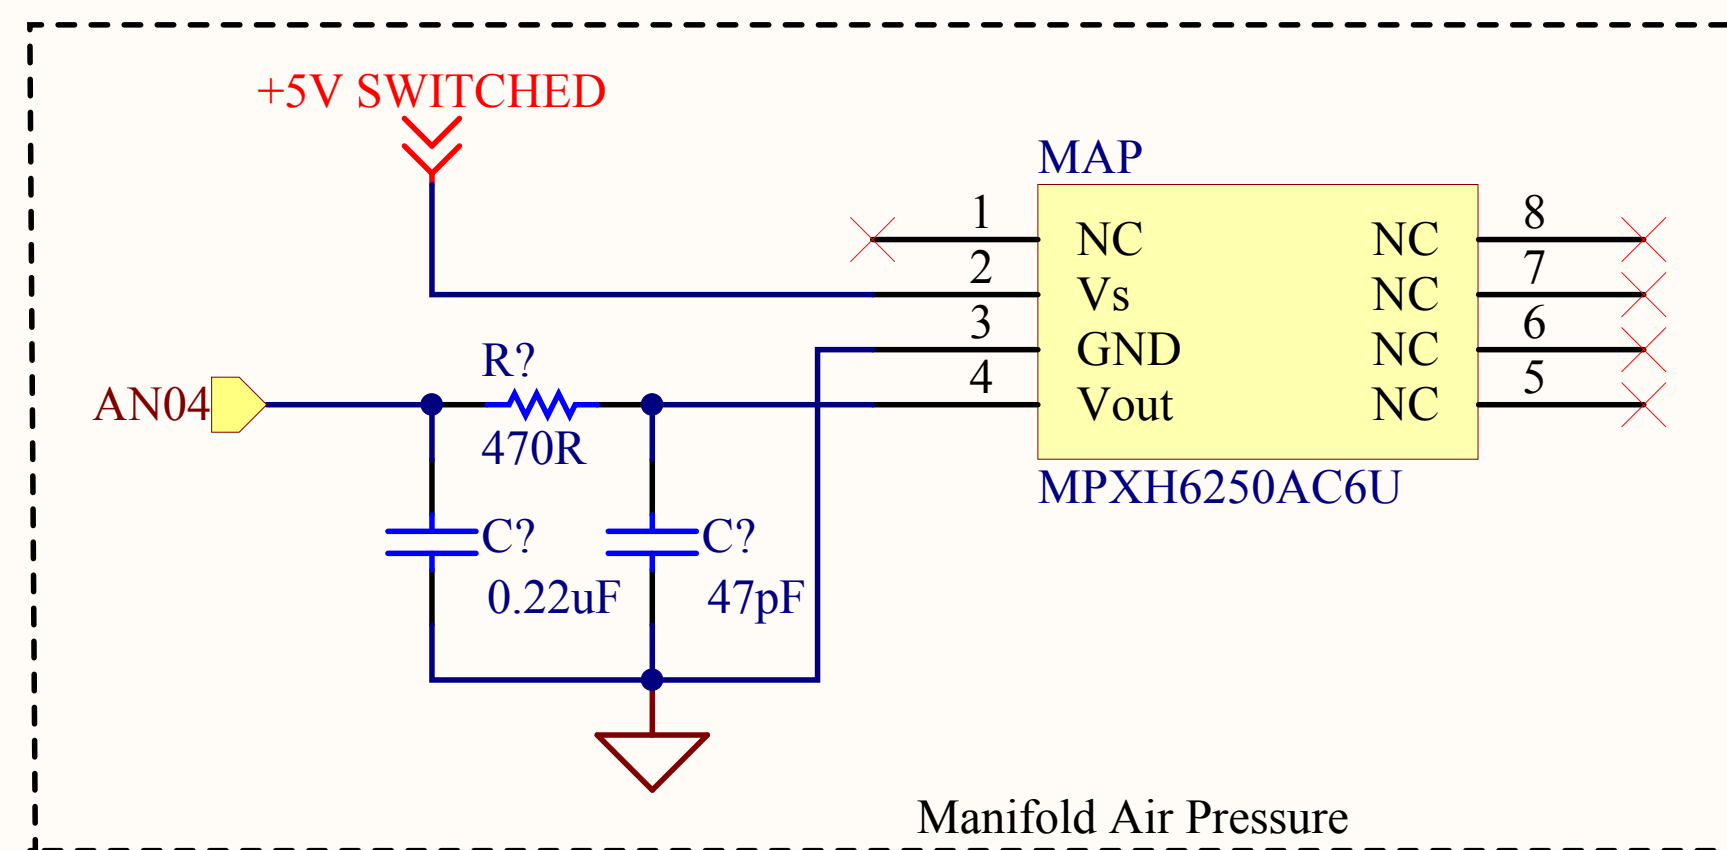 +5V SWITCHED
MAP
1 NC NC 8
2 Vs NC 7
3 GND NC 6
4 Vout NC 5
MPXH6250AC6U
AN04
R?
470R
C?
0.22uF
C?
47pF
Manifold Air Pressure